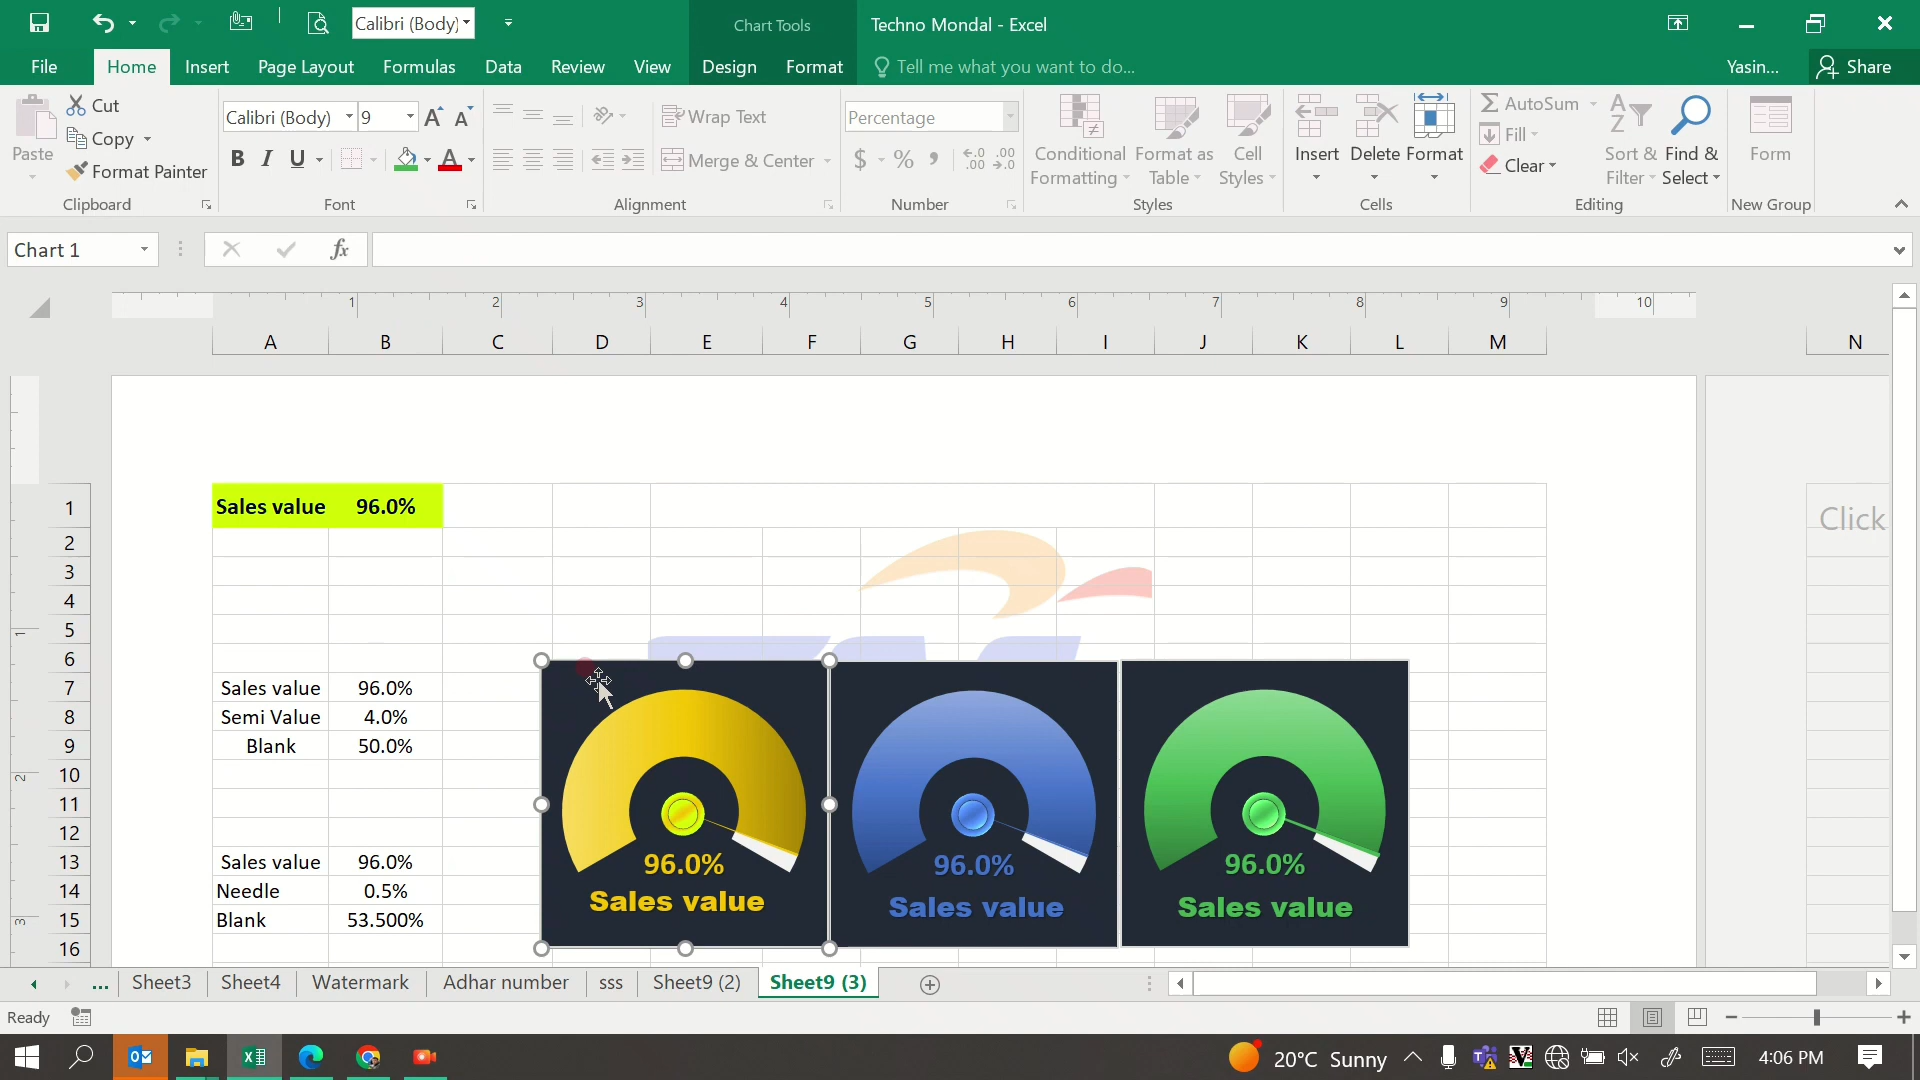 Calibri (Body)
Chart Tools
Techno Mondal - Excel
File
Home
Insert
Page Layout
Formulas
Data
Review
View
Design
Format
Tell me what you want to do...
Yasin...
Share
Paste
Cut
Copy
Format Painter
Clipboard
Calibri (Body)
9
B I U
Font
Wrap Text
Merge & Center
Alignment
Percentage
$ % ,
Number
Conditional Formatting
Format as Table
Cell Styles
Styles
Insert
Delete
Format
Cells
AutoSum
Fill
Clear
Sort & Filter
Find & Select
Editing
Form
New Group
Chart 1
fx
1 2 3 4 5 6 7 8 9 10
A B C D E F G H I J K L M N
1 Sales value 96.0%
Click
2
3
4
5
6
7 Sales value 96.0%
8 Semi Value 4.0%
9 Blank 50.0%
10
11
12
13 Sales value 96.0%
14 Needle 0.5%
15 Blank 53.500%
16
96.0%
Sales value
96.0%
Sales value
96.0%
Sales value
... Sheet3 Sheet4 Watermark Adhar number sss Sheet9 (2) Sheet9 (3)
Ready
20°C Sunny
4:06 PM